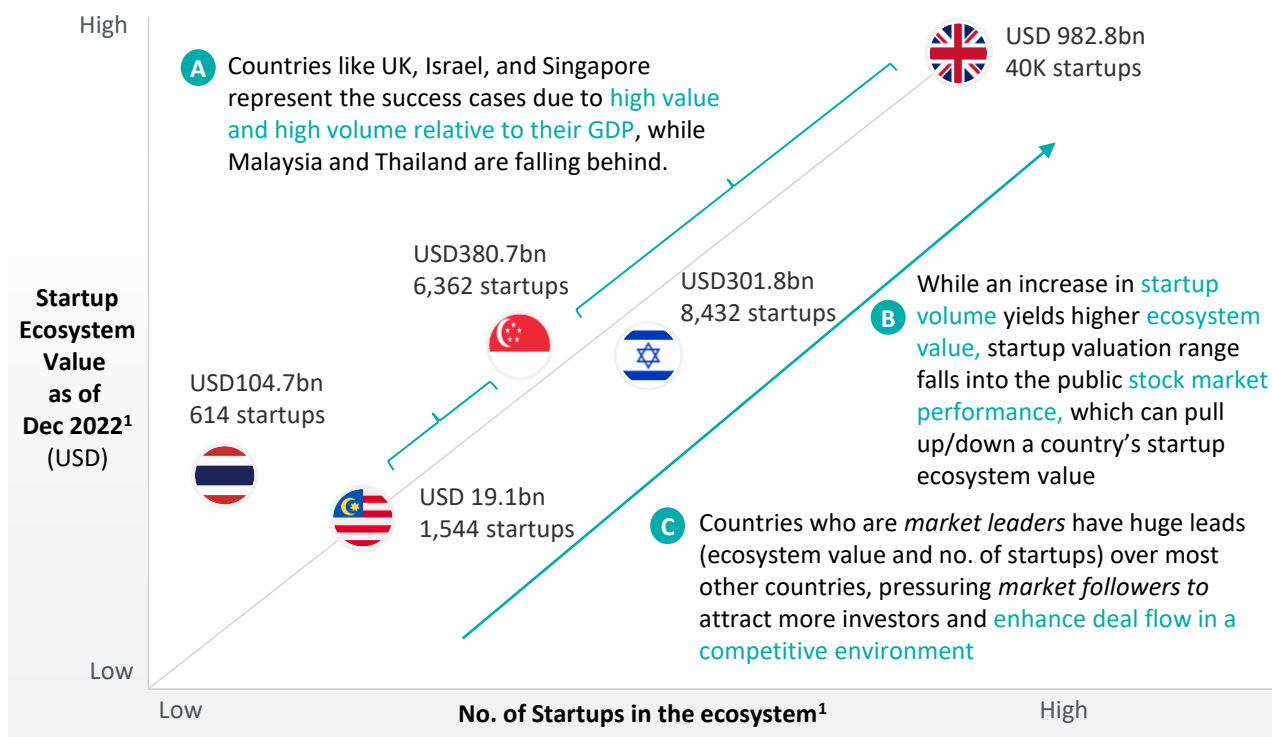 High
A
Countries like UK, Israel, and Singapore
represent the success cases due to high value
and high volume relative to their GDP, while
Malaysia and Thailand are falling behind.
USD 982.8bn
40K startups
USD380.7bn
6,362 startups
USD301.8bn
8,432 startups
B
While an increase in startup
volume yields higher ecosystem
value, startup valuation range
falls into the public stock market
performance, which can pull
up/down a country's startup
ecosystem value
Startup
Ecosystem
Value
as of
Dec 2022¹
(USD)
USD104.7bn
614 startups
USD 19.1bn
1,544 startups
C
Countries who are market leaders have huge leads
(ecosystem value and no. of startups) over most
other countries, pressuring market followers to
attract more investors and enhance deal flow in a
competitive environment
Low
Low
No. of Startups in the ecosystem¹
High